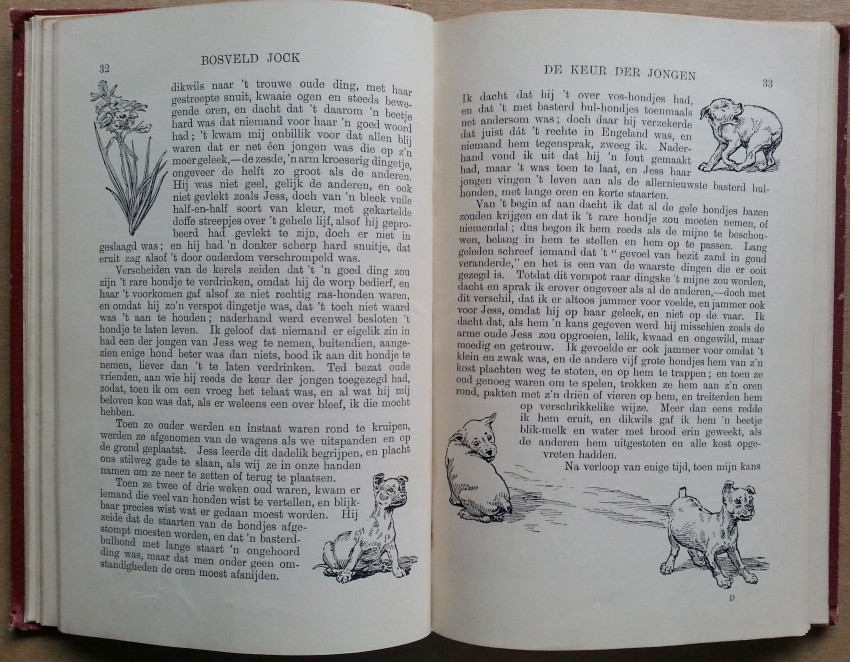 32
BOSVELD JOCK
dikwils naar 't trouwe oude ding, met haar
gestreepte snuit, kwaaie ogen en steeds bewe-
gende oren, en dacht dat 't daarom 'n beetje
hard was dat niemand voor haar 'n goed woord
had; 't kwam mij onbillik voor dat allen blij
waren dat er net éen jongen was die op z'n
moer geleek,—de zesde, 'n arm kroeserig dingetje,
ongeveer de helft zo groot als de anderen.
Hij was niet geel, gelijk de anderen, en ook
niet gevlekt zoals Jess, doch van 'n bleek vuile
half-en-half soort van kleur, met gekartelde
doffe streepjes over 't gehele lijf, alsof hij gepro-
beerd had gevlekt te zijn, doch er niet in
geslaagd was; en hij had 'n donker scherp hard snuitje, dat
eruit zag alsof 't door ouderdom verschrompeld was.
Verscheiden van de kerels zeiden dat 't 'n goed ding zou
zijn 't rare hondje te verdrinken, omdat hij de worp bedierf, en
haar 't voorkomen gaf alsof ze niet rechtig ras-honden waren,
en omdat hij zo'n verspot dingetje was, dat 't toch niet waard
was 't aan te houden; naderhand werd evenwel besloten 't
hondje te laten leven. Ik geloof dat niemand er eigelik zin in
had een der jongen van Jess weg te nemen, buitendien, aange-
zien enige hond beter was dan niets, bood ik aan dit hondje te
nemen, liever dan 't te laten verdrinken. Ted bezat oude
vrienden, aan wie hij reeds de keur der jongen toegezegd had,
zodat, toen ik om een vroeg het telaat was, en al wat hij mij
beloven kon was dat, als er weleens een over bleef, ik die mocht
hebben.
Toen ze ouder werden en instaat waren rond te kruipen,
werden ze afgenomen van de wagens als we uitspanden en op
de grond geplaatst. Jess leerde dit dadelik begrijpen, en placht
ons stilweg gade te slaan, als wij ze in onze handen
namen om ze neer te zetten of terug te plaatsen.
Toen ze twee of drie weken oud waren, kwam er
iemand die veel van honden wist te vertellen, en blijk-
baar precies wist wat er gedaan moest worden. Hij
zeide dat de staarten van de hondjes afge-
stompt moesten worden, en dat 'n basterd-
bulhond met lange staart 'n ongehoord
ding was, maar dat men onder geen om-
standigheden de oren moest afsnijden.
DE KEUR DER JONGEN
33
Ik dacht dat hij 't over vos-hondjes had,
en dat 't met basterd bul-hondjes toenmaals
net andersom was; doch daar hij verzekerde
dat juist dát 't rechte in Engeland was, en
niemand hem tegensprak, zweeg ik. Nader-
hand vond ik uit dat hij 'n fout gemaakt
had, maar 't was toen te laat, en Jess haar
jongen vingen 't leven aan als de allernieuwste basterd bul-
honden, met lange oren en korte staarten.
Van 't begin af aan dacht ik dat al de gele hondjes bazen
zouden krijgen en dat ik 't rare hondje zou moeten nemen, of
niemendal; dus begon ik hem reeds als de mijne te beschou-
wen, belang in hem te stellen en hem op te passen. Lang
geleden schreef iemand dat 't “gevoel van bezit zand in goud
veranderde,” en het is een van de waarste dingen die er ooit
gezegd is. Totdat dit verspot raar dingske 't mijne zou worden,
dacht en sprak ik erover ongeveer als al de anderen,—doch met
dit verschil, dat ik er altoos jammer voor voelde, en jammer ook
voor Jess, omdat hij op haar geleek, en niet op de vaar. Ik
dacht dat, als hem 'n kans gegeven werd hij misschien zoals de
arme oude Jess zou opgroeien, lelik, kwaad en ongewild, maar
moedig en getrouw. Ik gevoelde er ook jammer voor omdat 't
klein en zwak was, en de andere vijf grote hondjes hem van z'n
kost plachten weg te stoten, en op hem te trappen; en toen ze
oud genoeg waren om te spelen, trokken ze hem aan z'n oren
rond, pakten met z'n driën of vieren op hem, en treiterden hem
op verschrikkelike wijze. Meer dan eens redde
ik hem eruit, en dikwils gaf ik hem 'n beetje
blik-melk en water met brood erin geweekt, als
de anderen hem uitgestoten en alle kost opge-
vreten hadden.
Na verloop van enige tijd, toen mijn kans
D